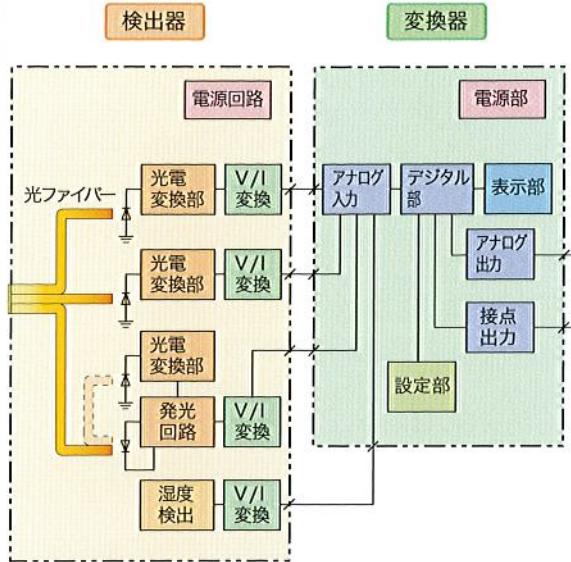 検出器
変換器
電源回路
電源部
光ファイバー
光電
変換部
V/I
変換
アナログ
入力
デジタル
部
表示部
アナログ
出力
光電
変換部
V/I
変換
接点
出力
光電
変換部
設定部
発光
回路
V/I
変換
湿度
検出
V/I
変換